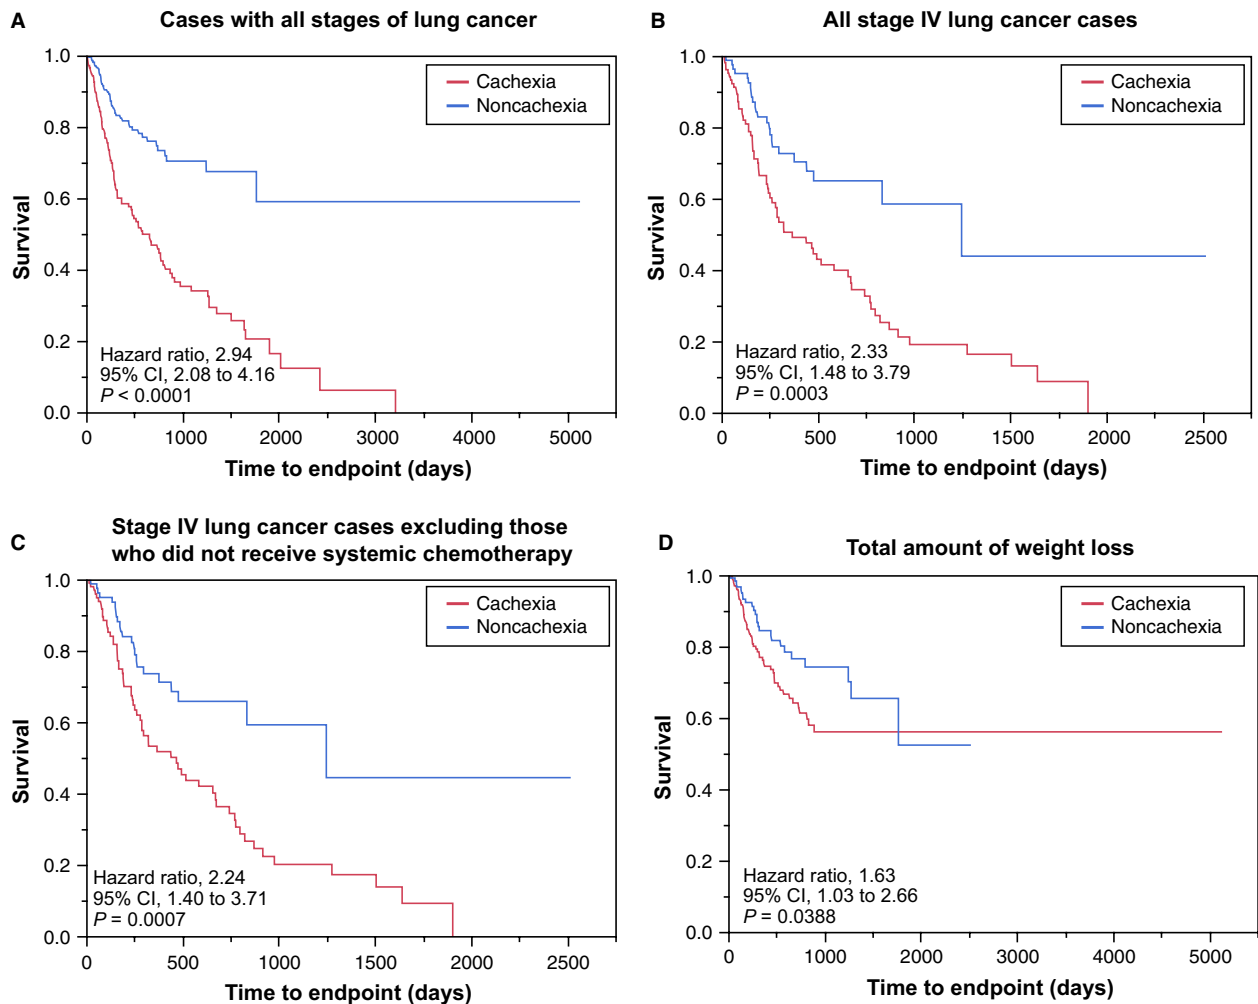 A
Cases with all stages of lung cancer
1.0
0.8
0.6
0.4
0.2
0.0
Survival
Cachexia
Noncachexia
Hazard ratio, 2.94
95% CI, 2.08 to 4.16
P < 0.0001
0 1000 2000 3000 4000 5000
Time to endpoint (days)
B
All stage IV lung cancer cases
1.0
0.8
0.6
0.4
0.2
0.0
Survival
Cachexia
Noncachexia
Hazard ratio, 2.33
95% CI, 1.48 to 3.79
P = 0.0003
0 500 1000 1500 2000 2500
Time to endpoint (days)
C
Stage IV lung cancer cases excluding those
who did not receive systemic chemotherapy
1.0
0.8
0.6
0.4
0.2
0.0
Survival
Cachexia
Noncachexia
Hazard ratio, 2.24
95% CI, 1.40 to 3.71
P = 0.0007
0 500 1000 1500 2000 2500
Time to endpoint (days)
D
Total amount of weight loss
1.0
0.8
0.6
0.4
0.2
0.0
Survival
Cachexia
Noncachexia
Hazard ratio, 1.63
95% CI, 1.03 to 2.66
P = 0.0388
0 1000 2000 3000 4000 5000
Time to endpoint (days)